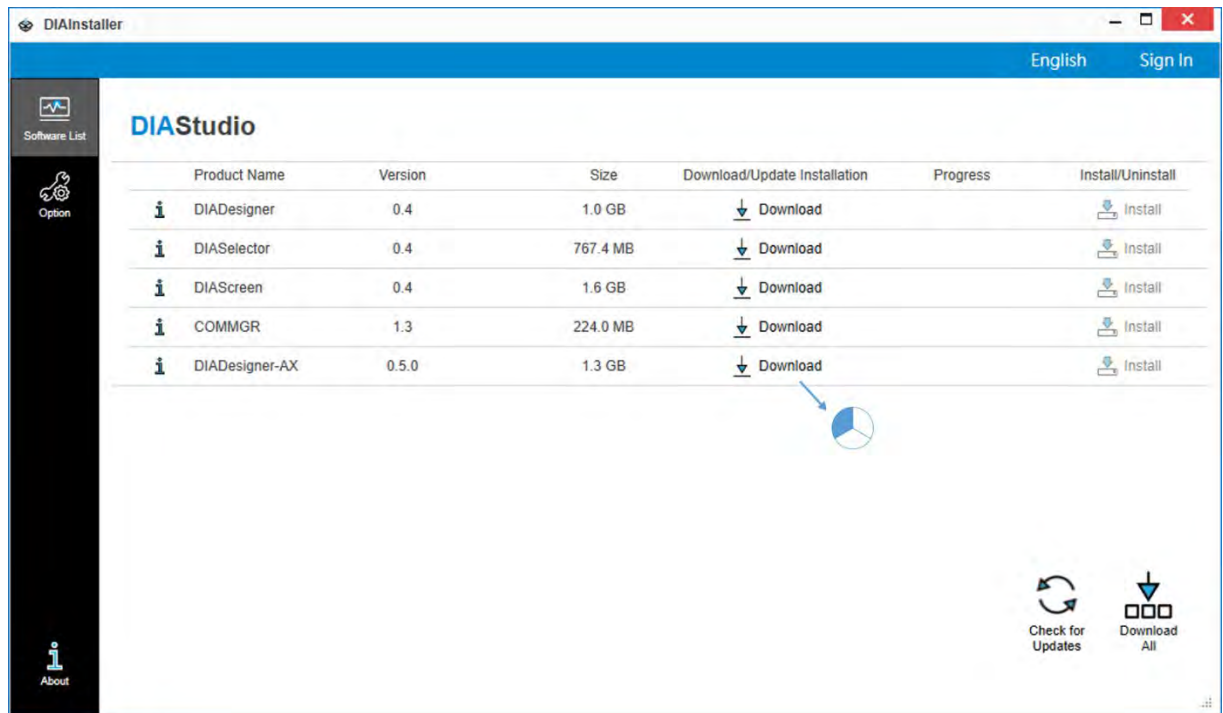 DIAInstaller
English Sign In
Software List
DIAStudio
Product Name Version Size Download/Update Installation Progress Install/Uninstall
Option
DIADesigner 0.4 1.0 GB Download Install
DIASelector 0.4 767.4 MB Download Install
DIAScreen 0.4 1.6 GB Download Install
COMMGR 1.3 224.0 MB Download Install
DIADesigner-AX 0.5.0 1.3 GB Download Install
Check for
Updates
Download
All
About